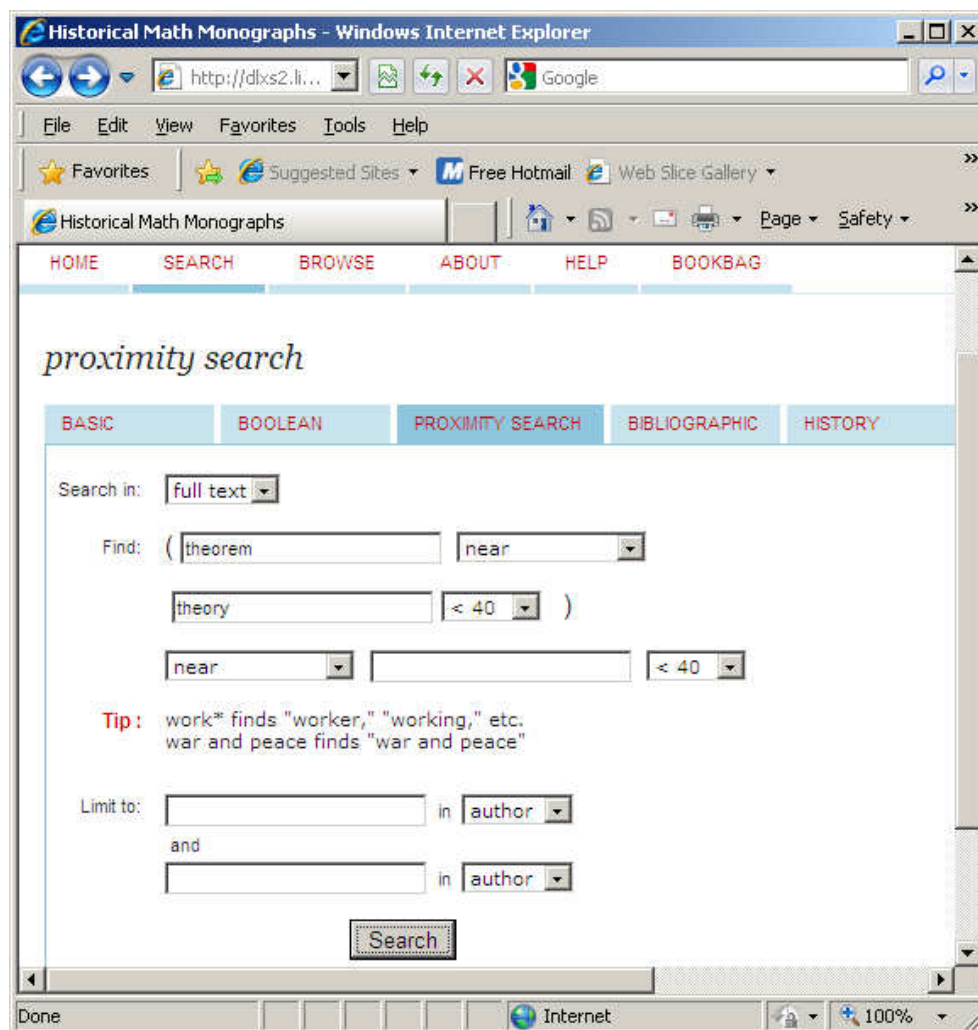 Historical Math Monographs - Windows Internet Explorer
http://dlxs2.li... Google
File Edit View Favorites Tools Help
Favorites Suggested Sites Free Hotmail Web Slice Gallery
Historical Math Monographs Page Safety
HOME SEARCH BROWSE ABOUT HELP BOOKBAG
proximity search
BASIC BOOLEAN PROXIMITY SEARCH BIBLIOGRAPHIC HISTORY
Search in: full text
Find: ( theorem near
theory < 40 )
near < 40
Tip : work* finds "worker," "working," etc.
war and peace finds "war and peace"
Limit to: in author
and
in author
Search
Done Internet 100%